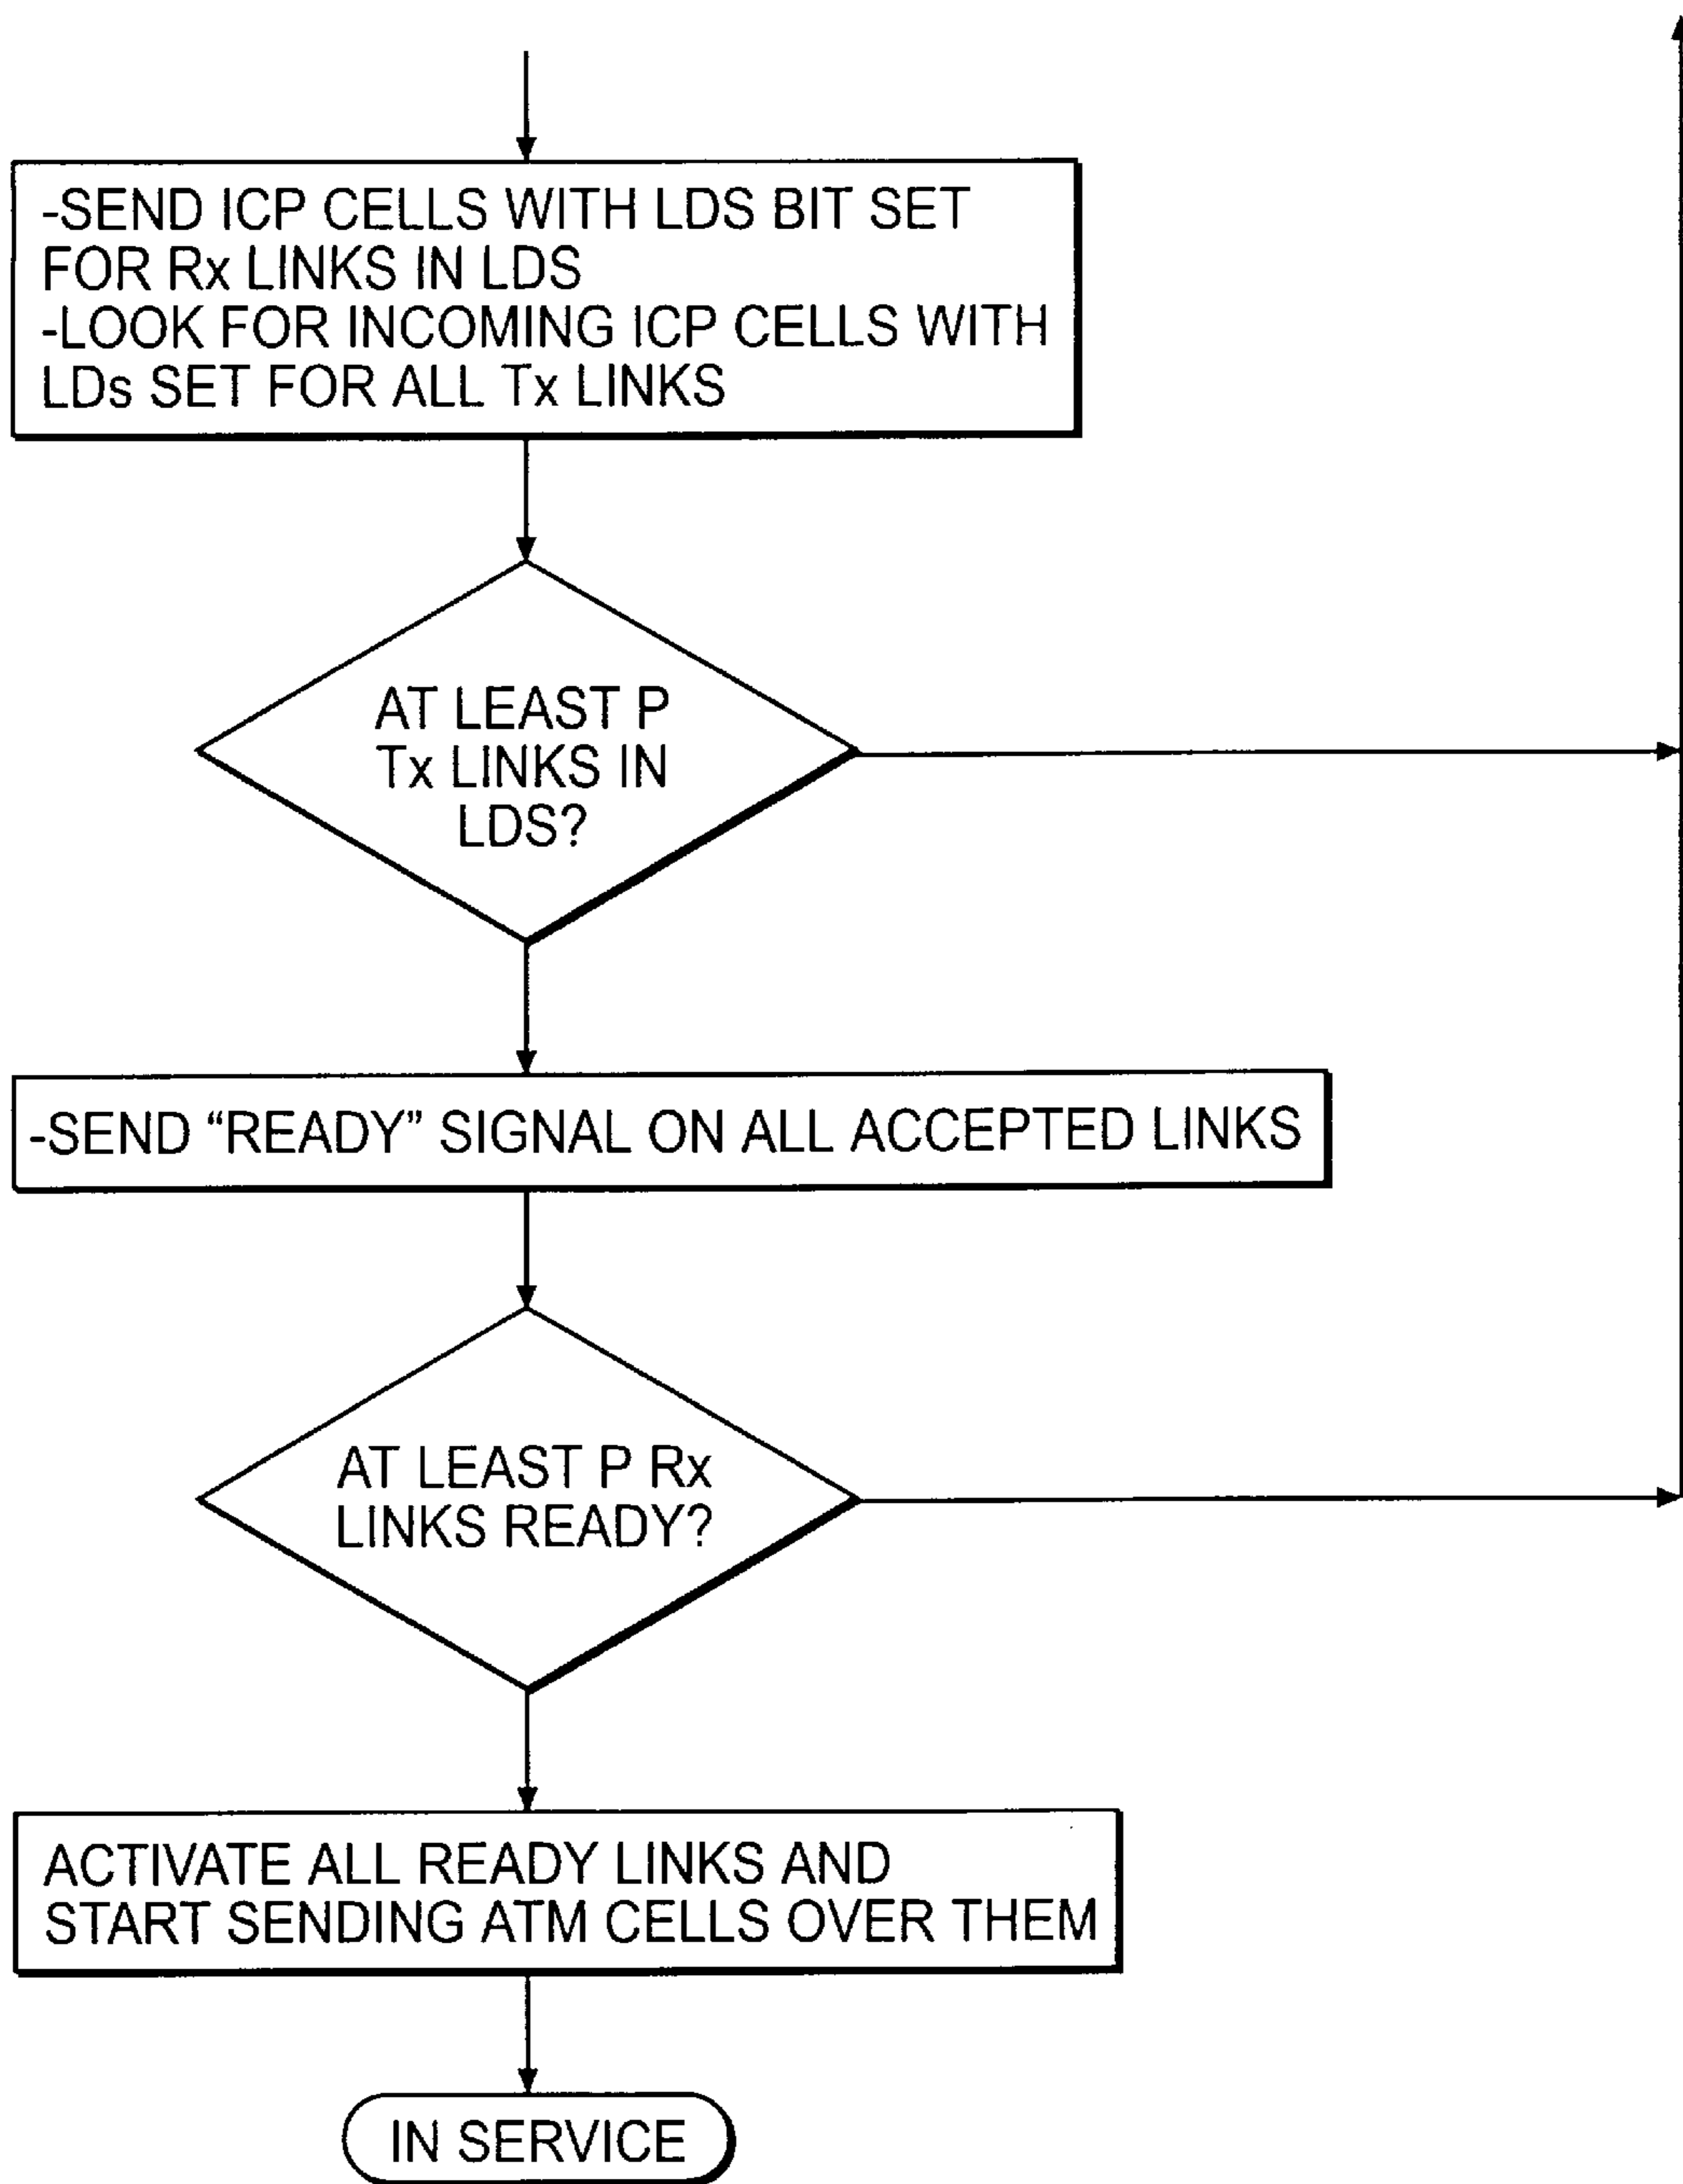 -SEND ICP CELLS WITH LDS BIT SET
FOR Rx LINKS IN LDS
-LOOK FOR INCOMING ICP CELLS WITH
LDs SET FOR ALL Tx LINKS
AT LEAST P
Tx LINKS IN
LDS?
-SEND “READY” SIGNAL ON ALL ACCEPTED LINKS
AT LEAST P Rx
LINKS READY?
ACTIVATE ALL READY LINKS AND
START SENDING ATM CELLS OVER THEM
IN SERVICE